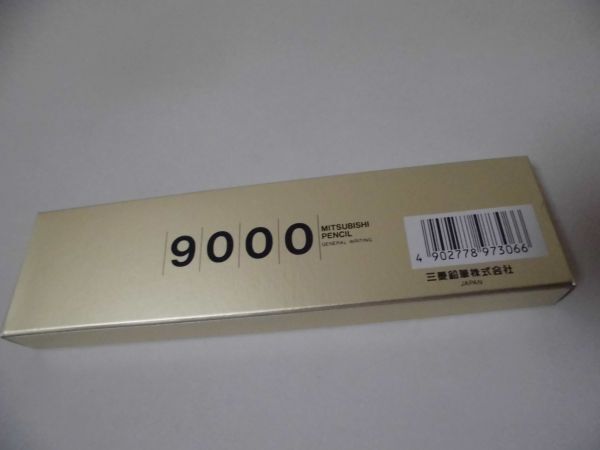 9000
MITSUBISHI
PENCIL
GENERAL WRITING
4 902778 973066
三菱鉛筆株式会社
JAPAN